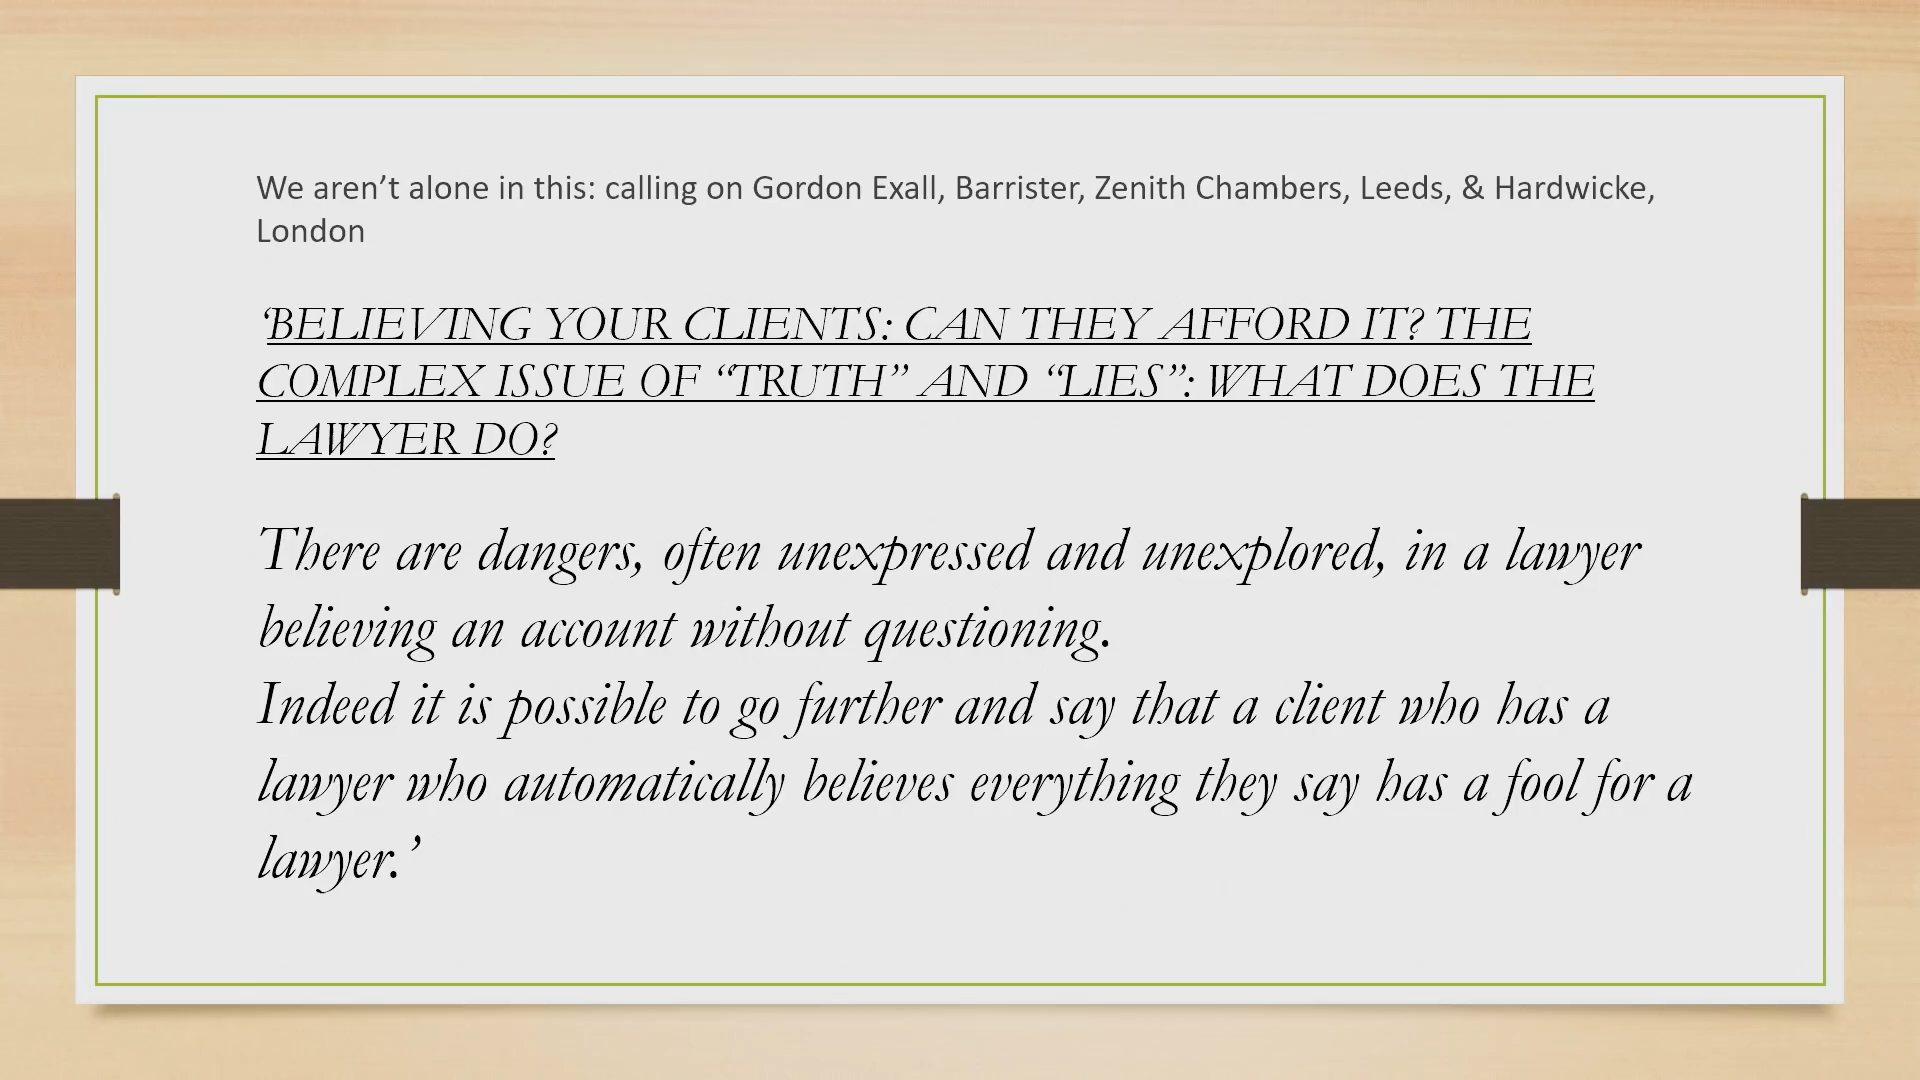 We aren’t alone in this: calling on Gordon Exall, Barrister, Zenith Chambers, Leeds, & Hardwicke,
London
‘BELIEVING YOUR CLIENTS: CAN THEY AFFORD IT? THE
COMPLEX ISSUE OF “TRUTH” AND “LIES”: WHAT DOES THE
LAWYER DO?
There are dangers, often unexpressed and unexplored, in a lawyer
believing an account without questioning.
Indeed it is possible to go further and say that a client who has a
lawyer who automatically believes everything they say has a fool for a
lawyer.’